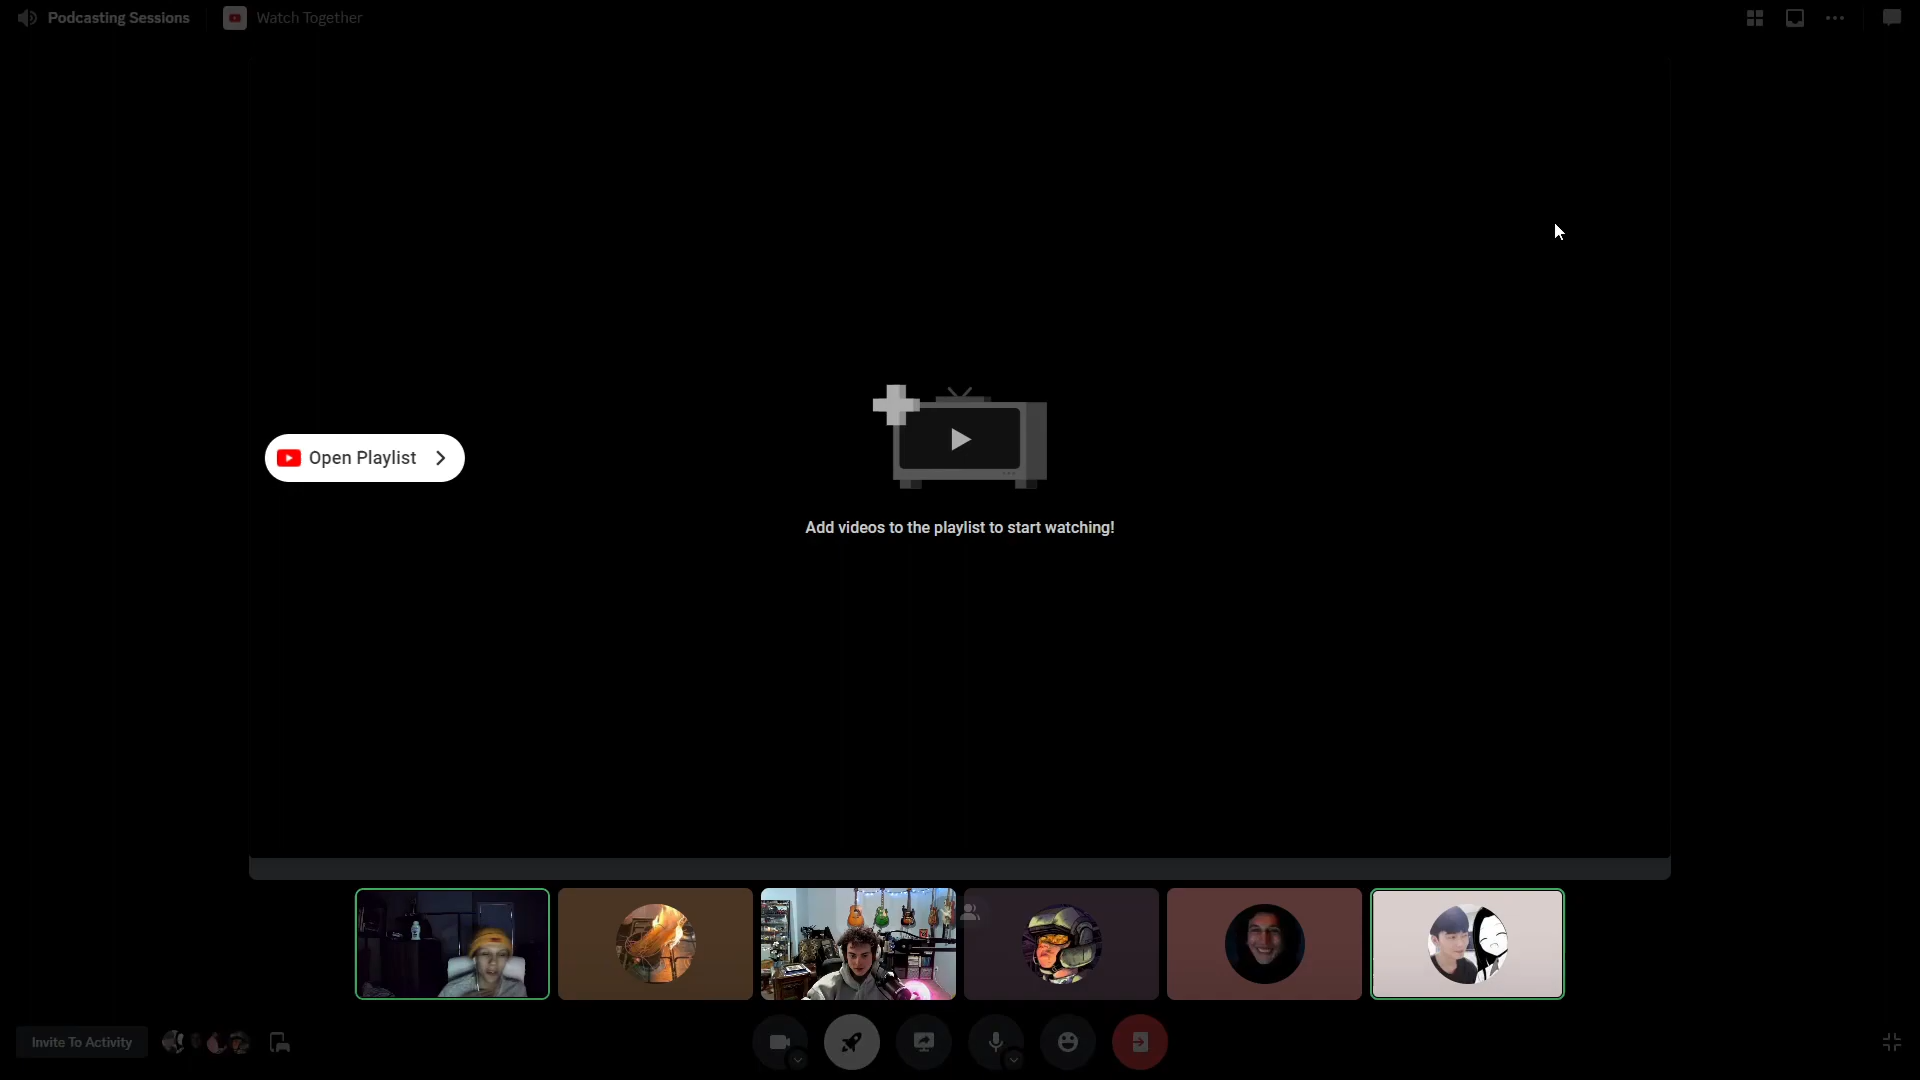 Podcasting Sessions
Watch Together
Open Playlist
Add videos to the playlist to start watching!
Invite To Activity